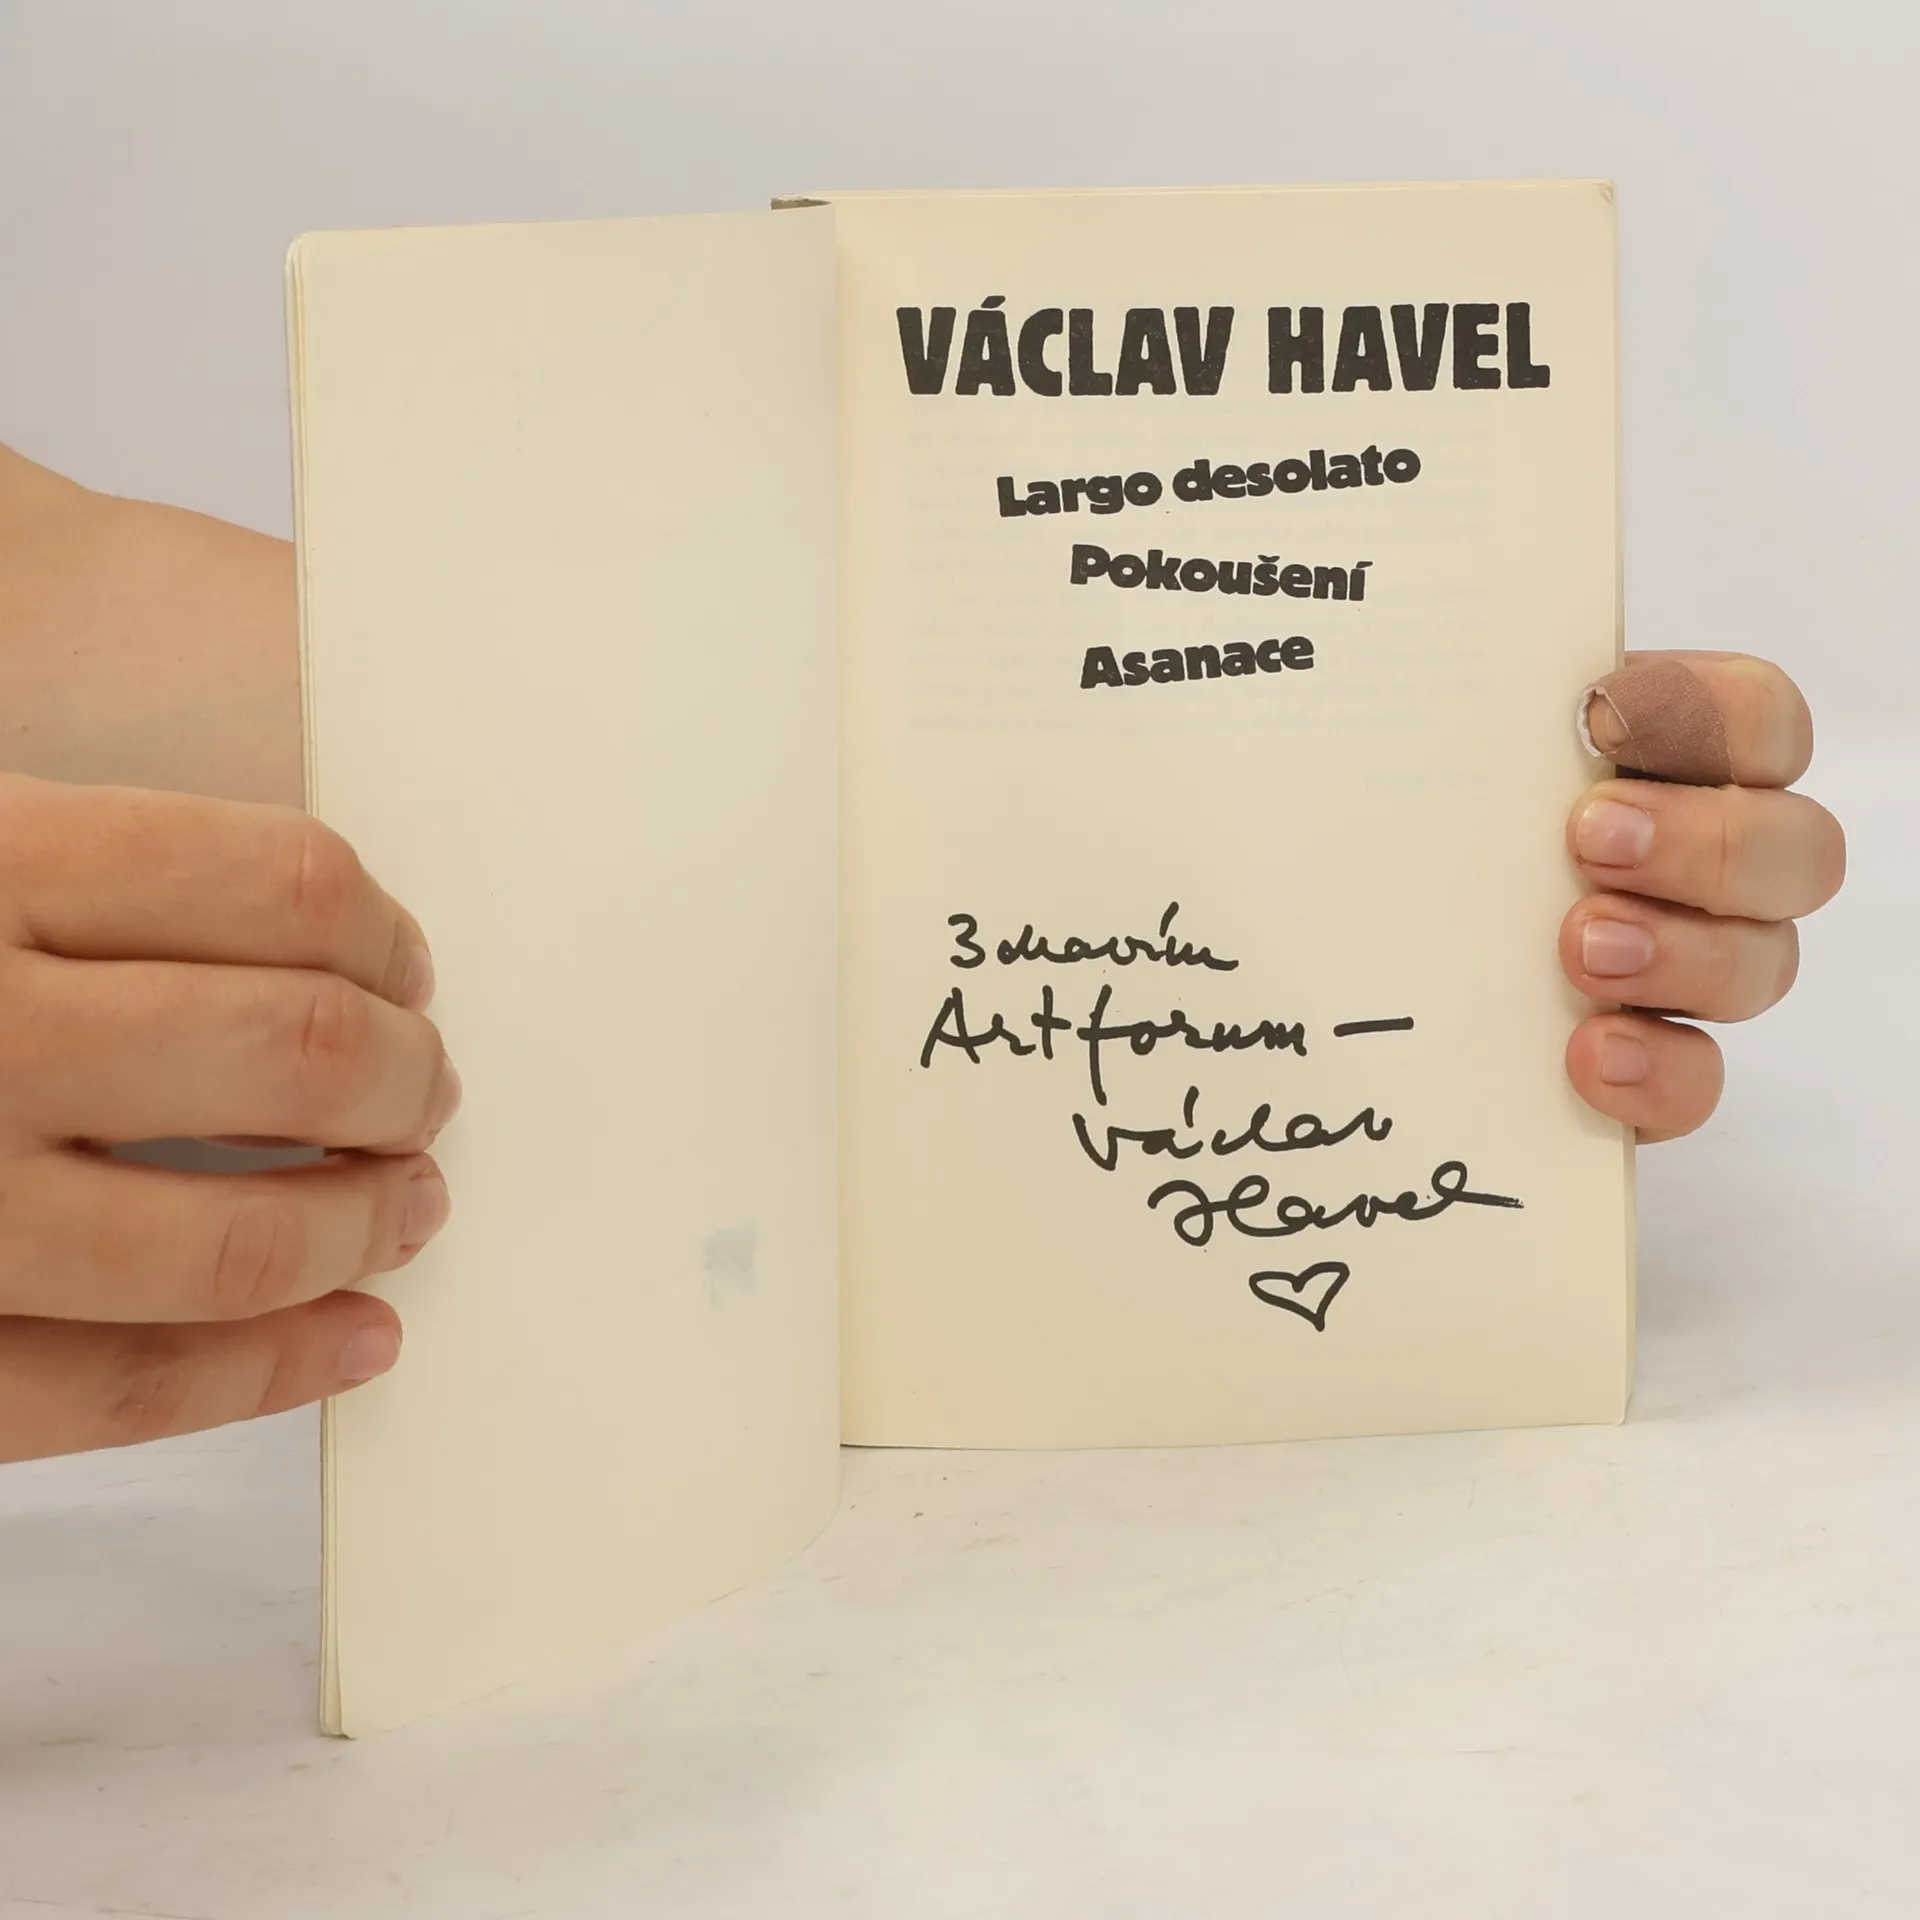 VÁCLAV HAVEL
Largo desolato
Pokoušení
Asanace
Zdravím
Artforum –
Václav
Havel